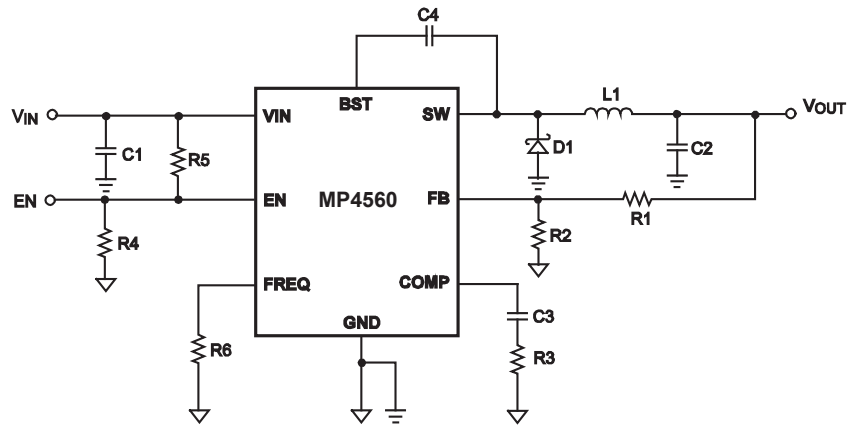 C4
L1
VIN
VIN
BST
SW
VOUT
C1
R5
D1
C2
EN
EN
MP4560
FB
R1
R4
R2
FREQ
COMP
GND
C3
R6
R3